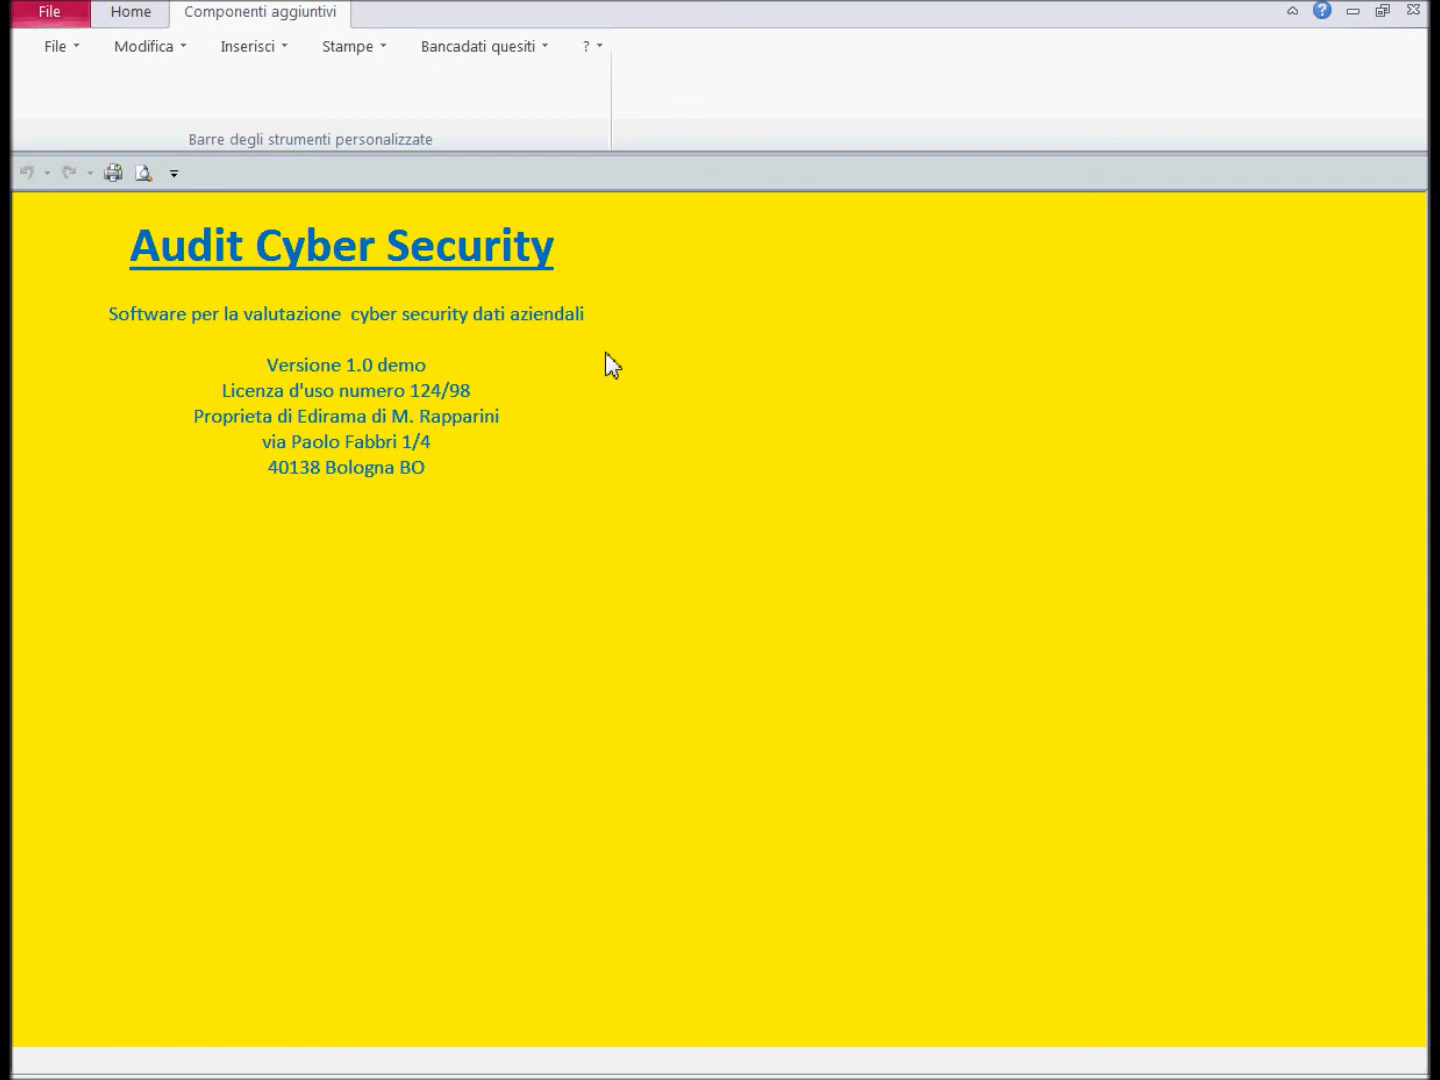 File Home Componenti aggiuntivi
File Modifica Inserisci Stampe Bancadati quesiti ?
Barre degli strumenti personalizzate
Audit Cyber Security
Software per la valutazione  cyber security dati aziendali
Versione 1.0 demo
Licenza d'uso numero 124/98
Proprieta di Edirama di M. Rapparini
via Paolo Fabbri 1/4
40138 Bologna BO